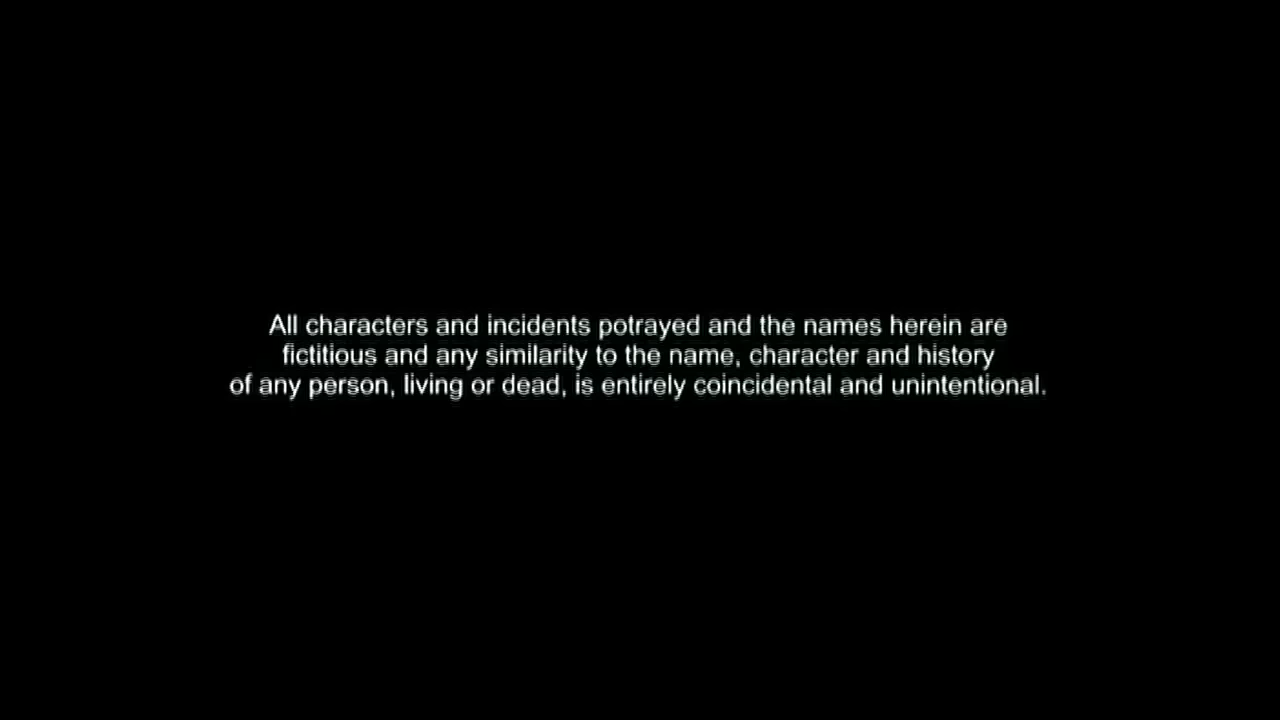 All characters and incidents potrayed and the names herein are
fictitious and any similarity to the name, character and history
of any person, living or dead, is entirely coincidental and unintentional.